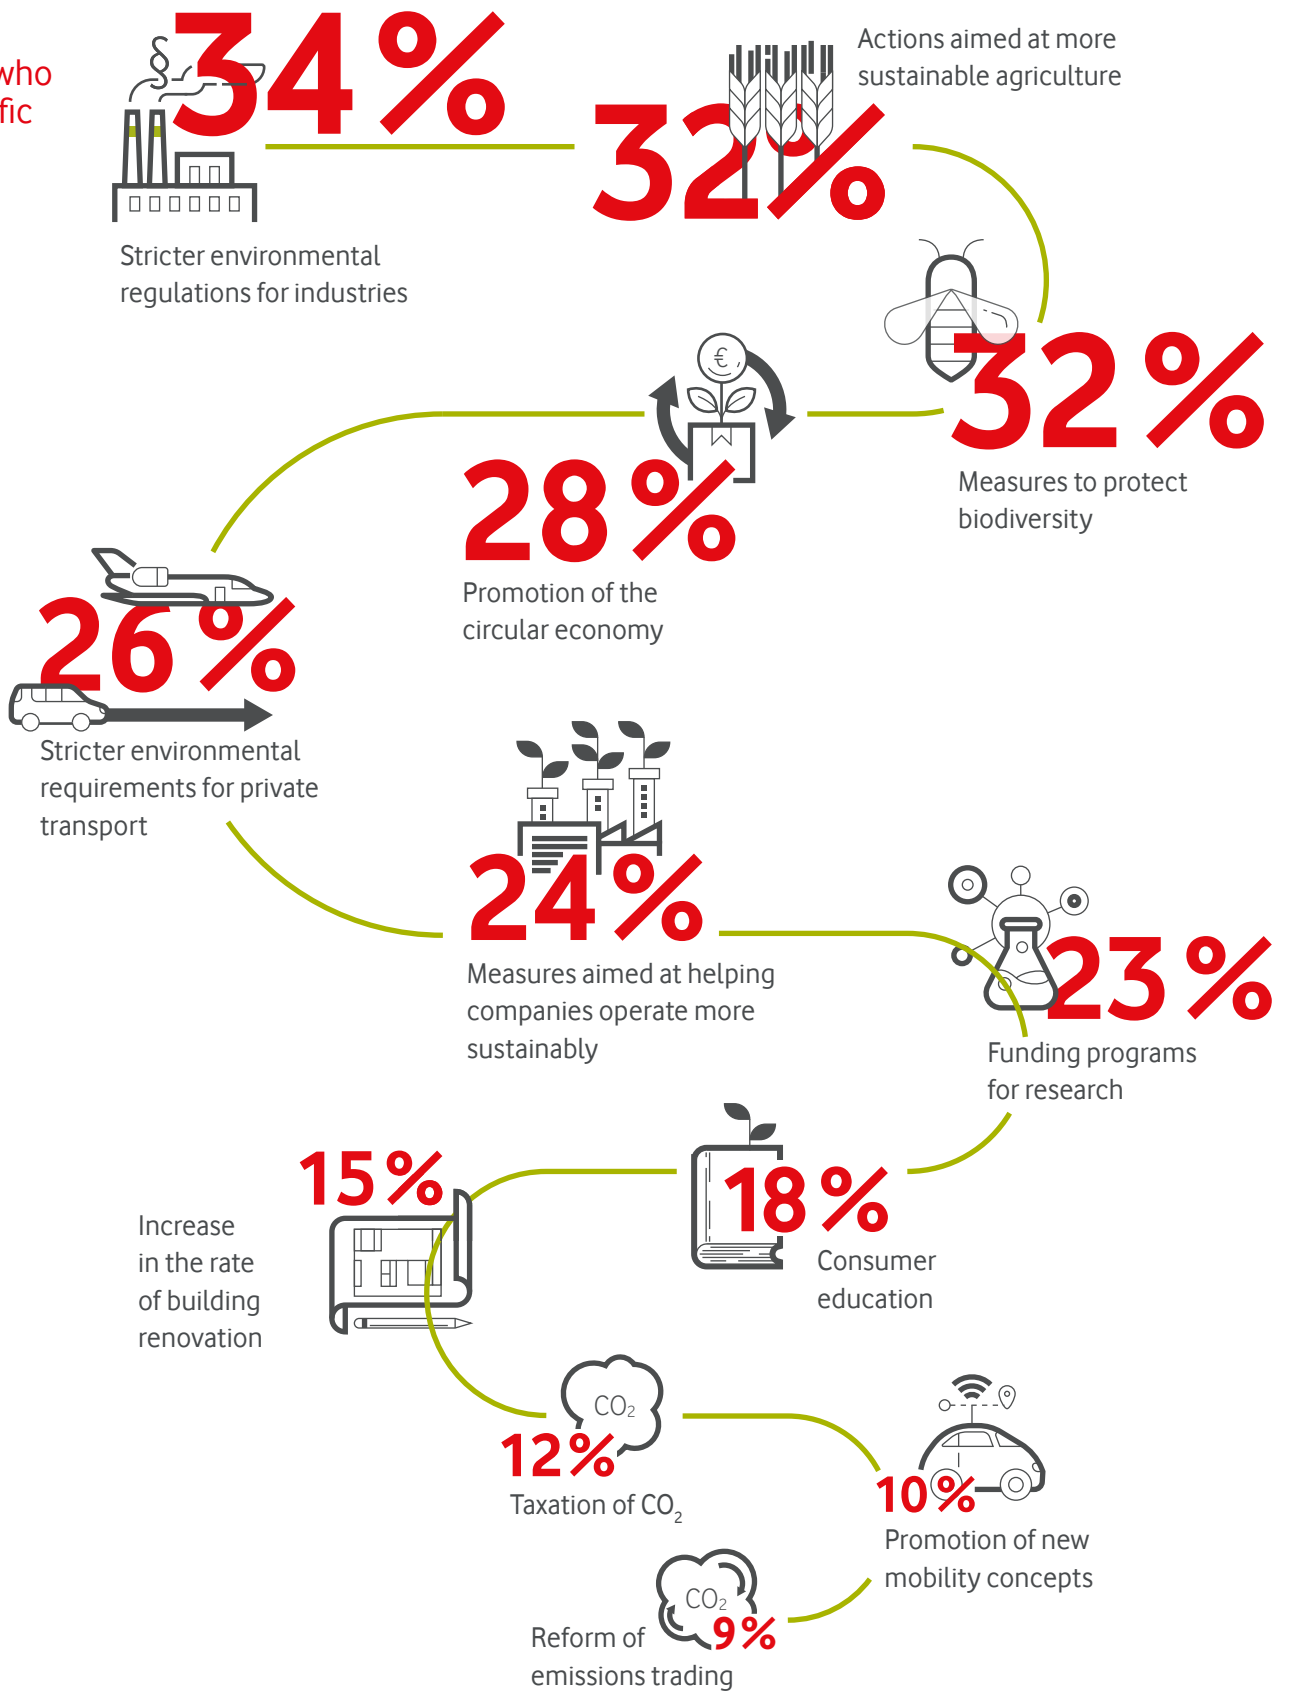 who
fic
34%
Stricter environmental
regulations for industries
Actions aimed at more
sustainable agriculture
32%
32%
Measures to protect
biodiversity
€
28%
Promotion of the
circular economy
26%
Stricter environmental
requirements for private
transport
24%
Measures aimed at helping
companies operate more
sustainably
23%
Funding programs
for research
18%
Consumer
education
15%
Increase
in the rate
of building
renovation
CO₂
12%
Taxation of CO₂
10%
Promotion of new
mobility concepts
CO₂
9%
Reform of
emissions trading